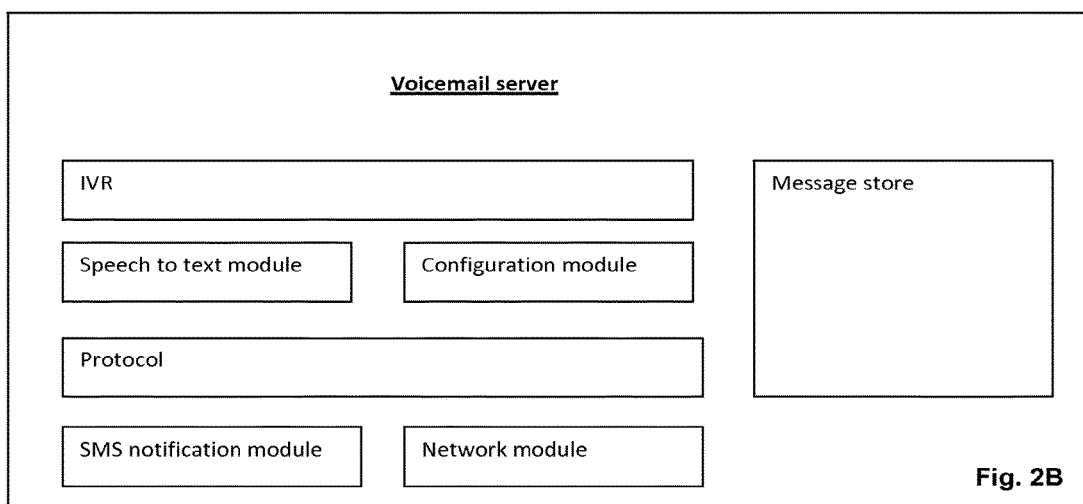 Voicemail server
IVR
Message store
Speech to text module
Configuration module
Protocol
SMS notification module
Network module
Fig. 2B